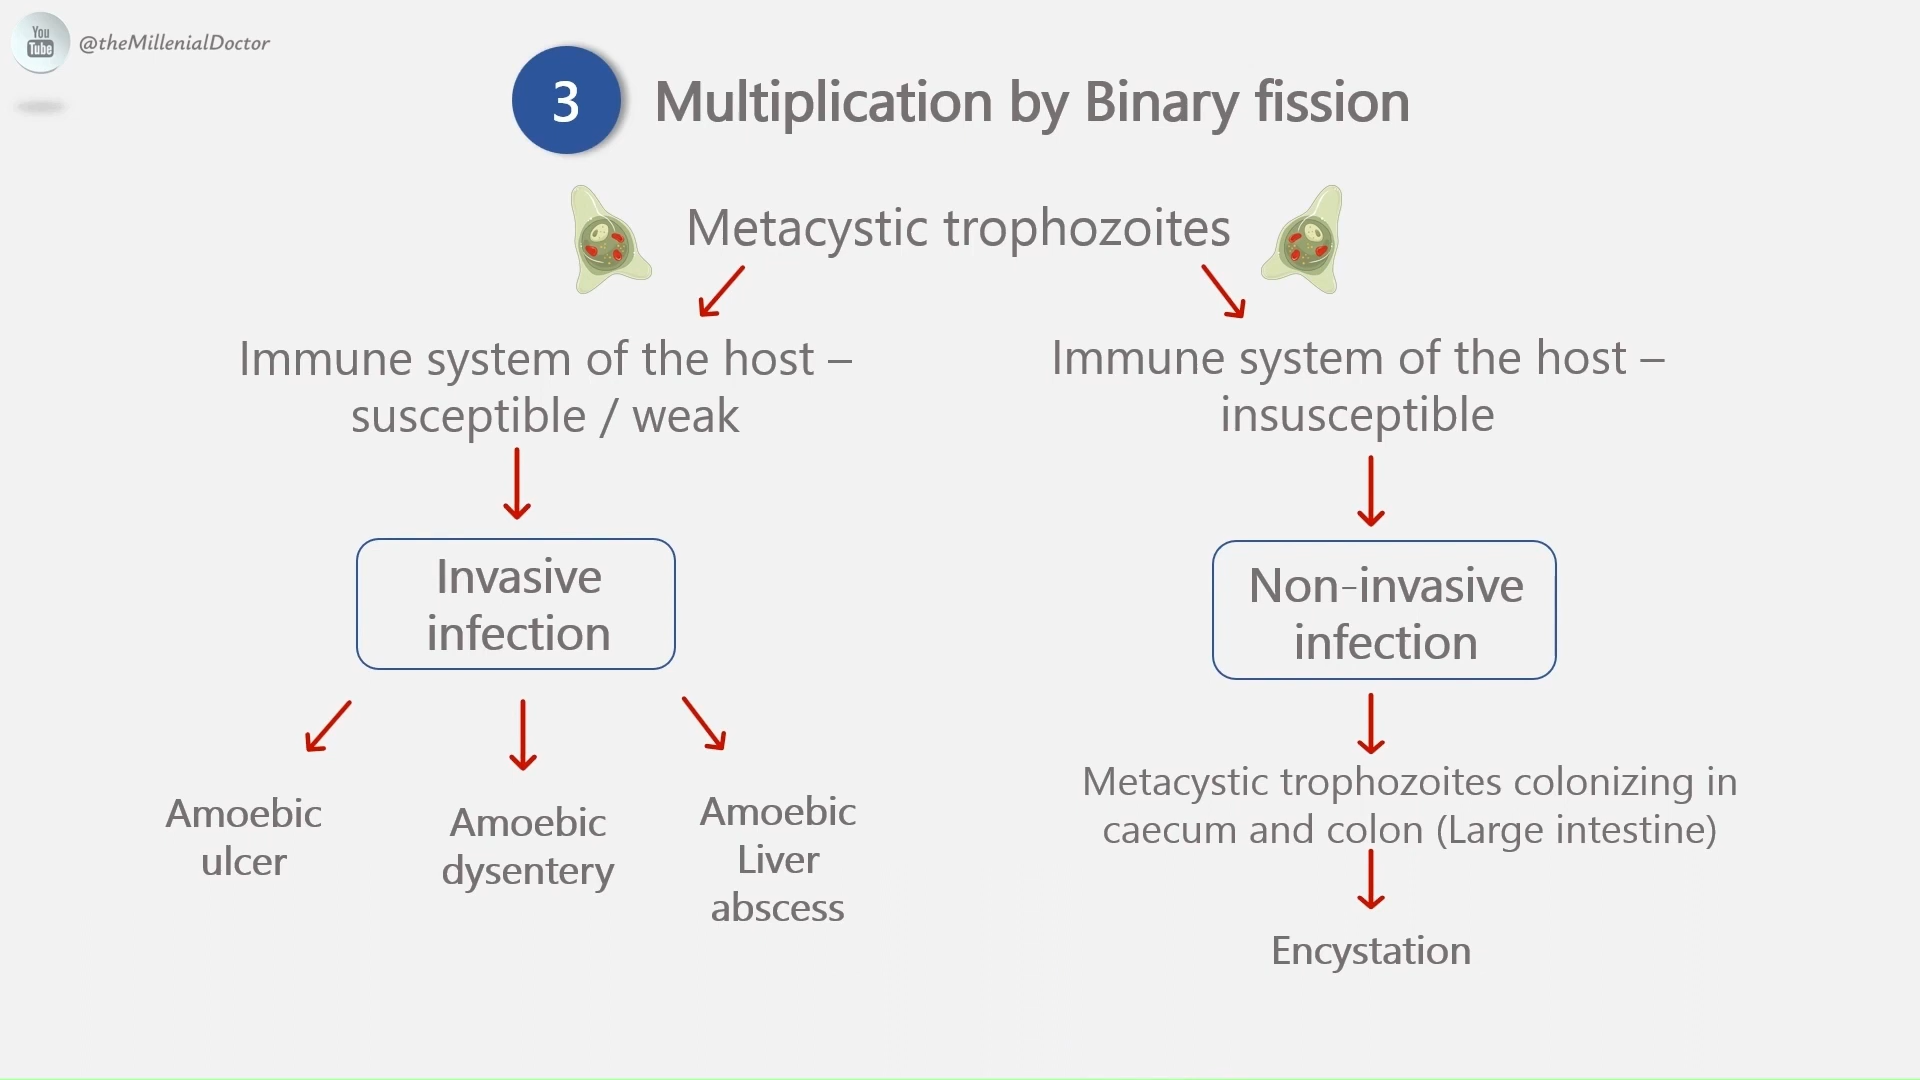 You
Tube
@theMillenialDoctor
3
Multiplication by Binary fission
Metacystic trophozoites
Immune system of the host –
susceptible / weak
Immune system of the host –
insusceptible
Invasive
infection
Non-invasive
infection
Amoebic
ulcer
Amoebic
dysentery
Amoebic
Liver
abscess
Metacystic trophozoites colonizing in
caecum and colon (Large intestine)
Encystation